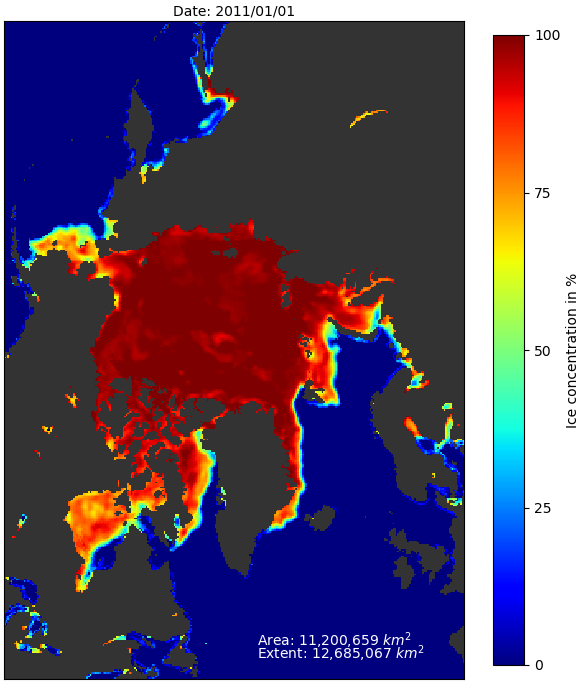 Date: 2011/01/01
100
75
50
25
0
Ice concentration in %
Area: 11,200,659 km²
Extent: 12,685,067 km²